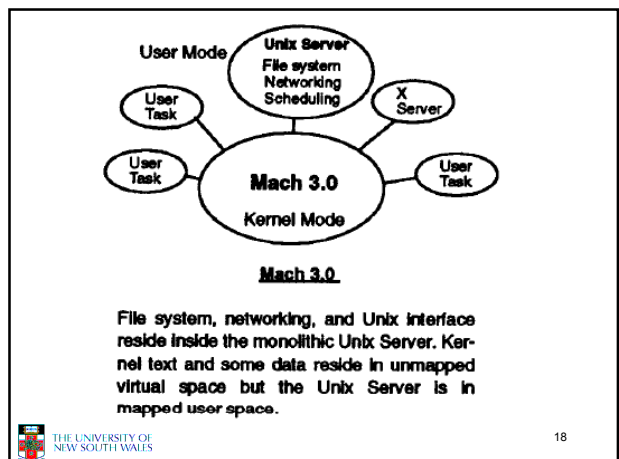 User Mode
Unix Server
File system
Networking
Scheduling
User
Task
X
Server
User
Task
User
Task
Mach 3.0
Kernel Mode
Mach 3.0
File system, networking, and Unix interface
reside inside the monolithic Unix Server. Ker-
nel text and some data reside in unmapped
virtual space but the Unix Server is in
mapped user space.
THE UNIVERSITY OF
NEW SOUTH WALES
18